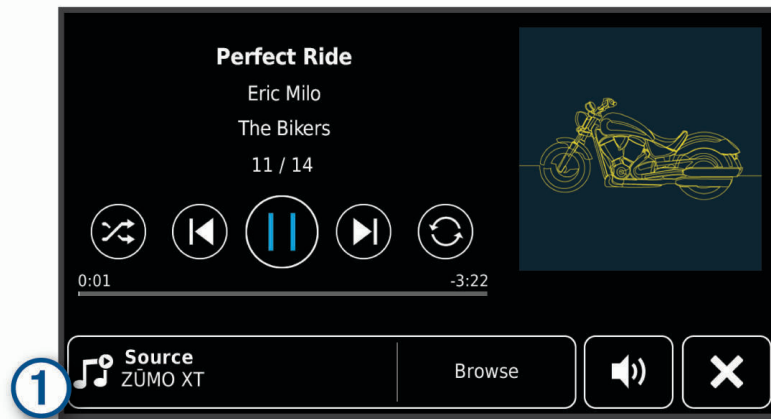 Perfect Ride
Eric Milo
The Bikers
11 / 14
0:01
-3:22
Source
ZŪMO XT
Browse
1